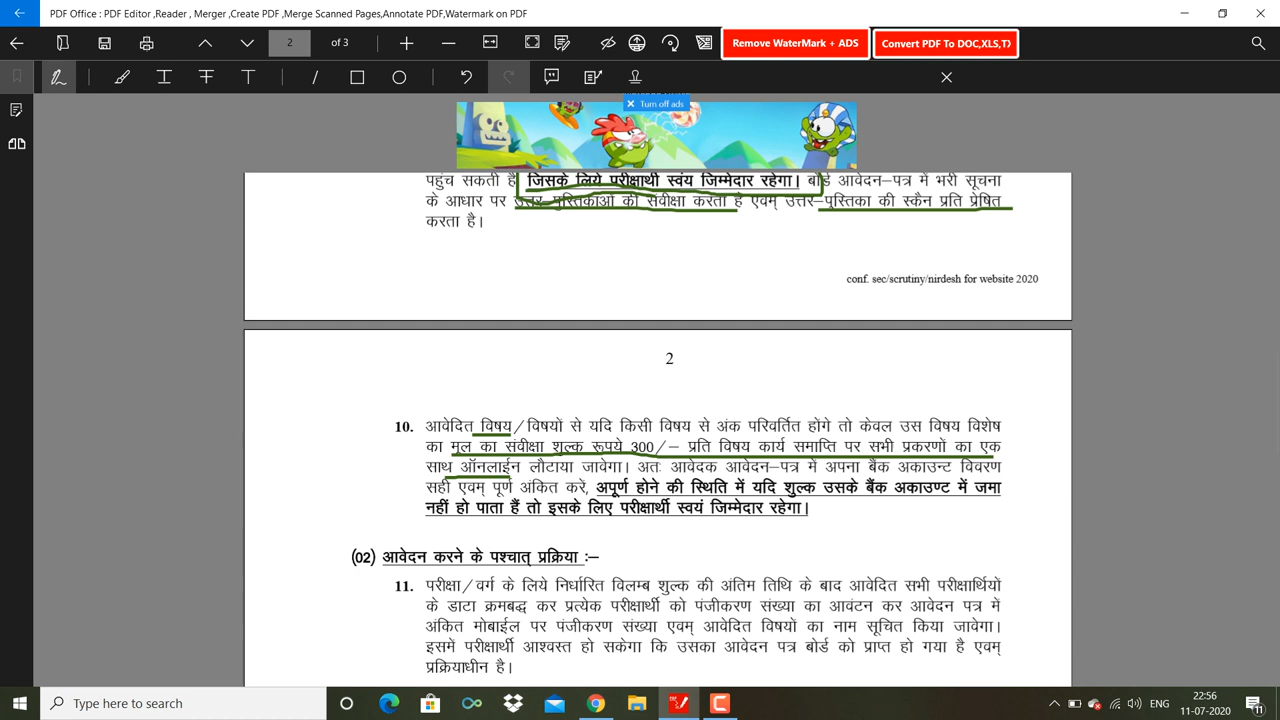 PDF Office : PDF Editor ,Reader , Merger ,Create PDF ,Merge Scanned Pages,Annotate PDF,Watermark on PDF
2 of 3
Remove WaterMark + ADS
Convert PDF To DOC,XLS,T
Turn off ads
पहुंच सकती है जिसके लिये परीक्षार्थी स्वंय जिम्मेदार रहेगा। बोर्ड आवेदन–पत्र में भरी सूचना
के आधार पर उत्तर–पुस्तिकाओं की संवीक्षा करता है एवम् उत्तर–पुस्तिका की स्कैन प्रति प्रेषित
करता है।
conf. sec/scrutiny/nirdesh for website 2020
2
10. आवेदित विषय/विषयों से यदि किसी विषय से अंक परिवर्तित होंगे तो केवल उस विषय विशेष
का मूल का संवीक्षा शुल्क रूपये 300/– प्रति विषय कार्य समाप्ति पर सभी प्रकरणों का एक
साथ ऑनलाईन लौटाया जावेगा। अतः आवेदक आवेदन–पत्र में अपना बैंक अकाउन्ट विवरण
सही एवम् पूर्ण अंकित करें, अपूर्ण होने की स्थिति में यदि शुल्क उसके बैंक अकाउण्ट में जमा
नहीं हो पाता हैं तो इसके लिए परीक्षार्थी स्वयं जिम्मेदार रहेगा।
(02) आवेदन करने के पश्चात् प्रक्रिया :–
11. परीक्षा/वर्ग के लिये निर्धारित विलम्ब शुल्क की अंतिम तिथि के बाद आवेदित सभी परीक्षार्थियों
के डाटा क्रमबद्ध कर प्रत्येक परीक्षार्थी को पंजीकरण संख्या का आवंटन कर आवेदन पत्र में
अंकित मोबाईल पर पंजीकरण संख्या एवम् आवेदित विषयों का नाम सूचित किया जावेगा।
इसमें परीक्षार्थी आश्वस्त हो सकेगा कि उसका आवेदन पत्र बोर्ड को प्राप्त हो गया है एवम्
प्रक्रियाधीन है।
Type here to search
ENG
22:56
11-07-2020
11